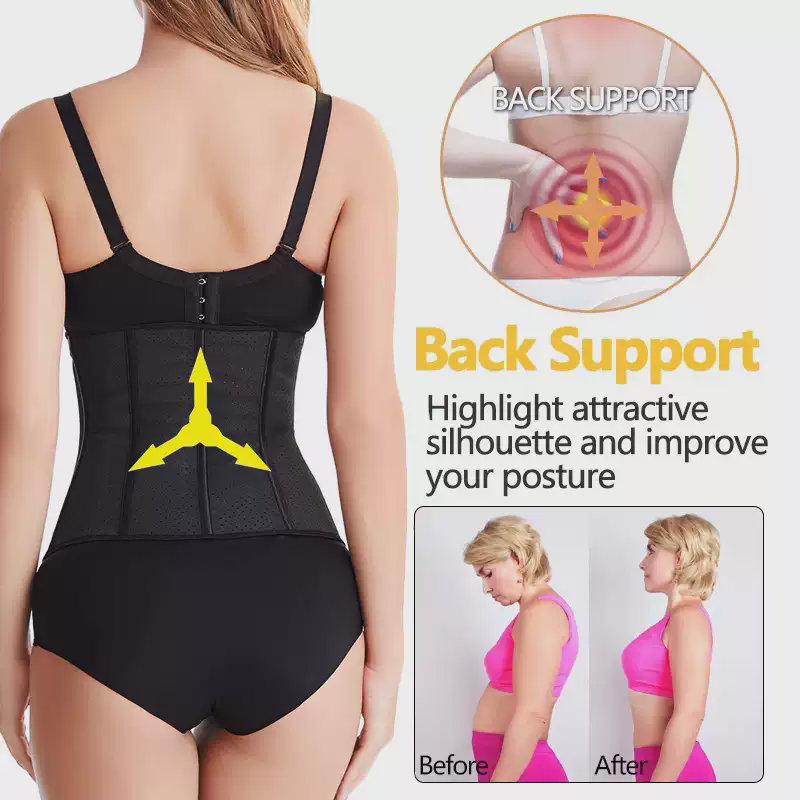 BACK SUPPORT
Back Support
Highlight attractive
silhouette and improve
your posture
Before
After